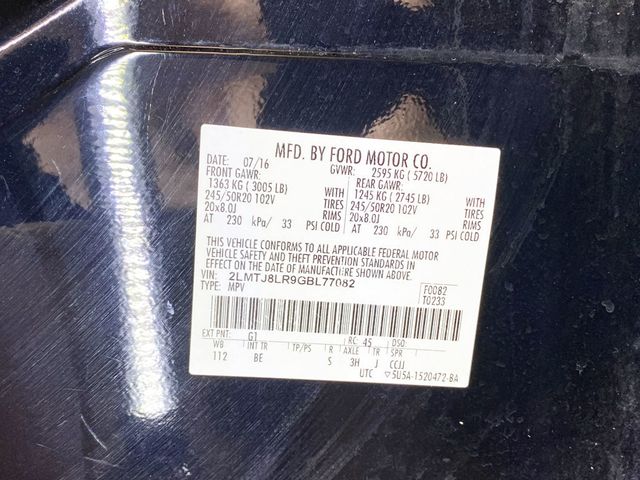 MFD. BY FORD MOTOR CO.
DATE: 07/16 GVWR: 2595 KG ( 5720 LB)
FRONT GAWR: REAR GAWR:
1363 KG ( 3005 LB) WITH 1245 KG ( 2745 LB) WITH
245/50R20 102V TIRES 245/50R20 102V TIRES
20x8.0J RIMS 20x8.0J RIMS
AT 230 kPa/ 33 PSI COLD AT 230 kPa/ 33 PSI COLD
THIS VEHICLE CONFORMS TO ALL APPLICABLE FEDERAL MOTOR
VEHICLE SAFETY AND THEFT PREVENTION STANDARDS IN
EFFECT ON THE DATE OF MANUFACTURE SHOWN ABOVE.
VIN: 2LMTJ8LR9GBL77082 F0082
TYPE: MPV T0233
EXT PNT: G1 RC: 45 DSO:
WB INT TR TP/PS R AXLE TR SPR
112 BE S 3H J CCJJ
UTC ▽5U5A-1520472-BA